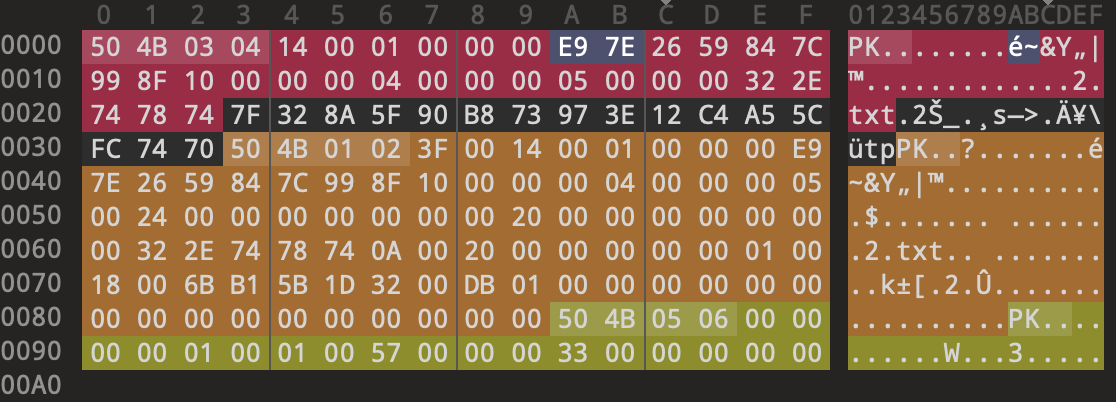 0 1 2 3 4 5 6 7 8 9 A B C D E F 0123456789ABCDEF
0000 50 4B 03 04 14 00 01 00 00 00 E9 7E 26 59 84 7C PK........é~&Y„|
0010 99 8F 10 00 00 00 04 00 00 00 05 00 00 00 32 2E ™.............2.
0020 74 78 74 7F 32 8A 5F 90 B8 73 97 3E 12 C4 A5 5C txt.2Š_.¸s—>.Ä¥\
0030 FC 74 70 50 4B 01 02 3F 00 14 00 01 00 00 00 E9 ütpPK..?.......é
0040 7E 26 59 84 7C 99 8F 10 00 00 00 04 00 00 00 05 ~&Y„|™..........
0050 00 24 00 00 00 00 00 00 00 20 00 00 00 00 00 00 .$....... ......
0060 00 32 2E 74 78 74 0A 00 20 00 00 00 00 00 01 00 .2.txt.. .......
0070 18 00 6B B1 5B 1D 32 00 DB 01 00 00 00 00 00 00 ..k±[.2.Û.......
0080 00 00 00 00 00 00 00 00 00 00 50 4B 05 06 00 00 ..........PK....
0090 00 00 01 00 01 00 57 00 00 00 33 00 00 00 00 00 ......W...3.....
00A0